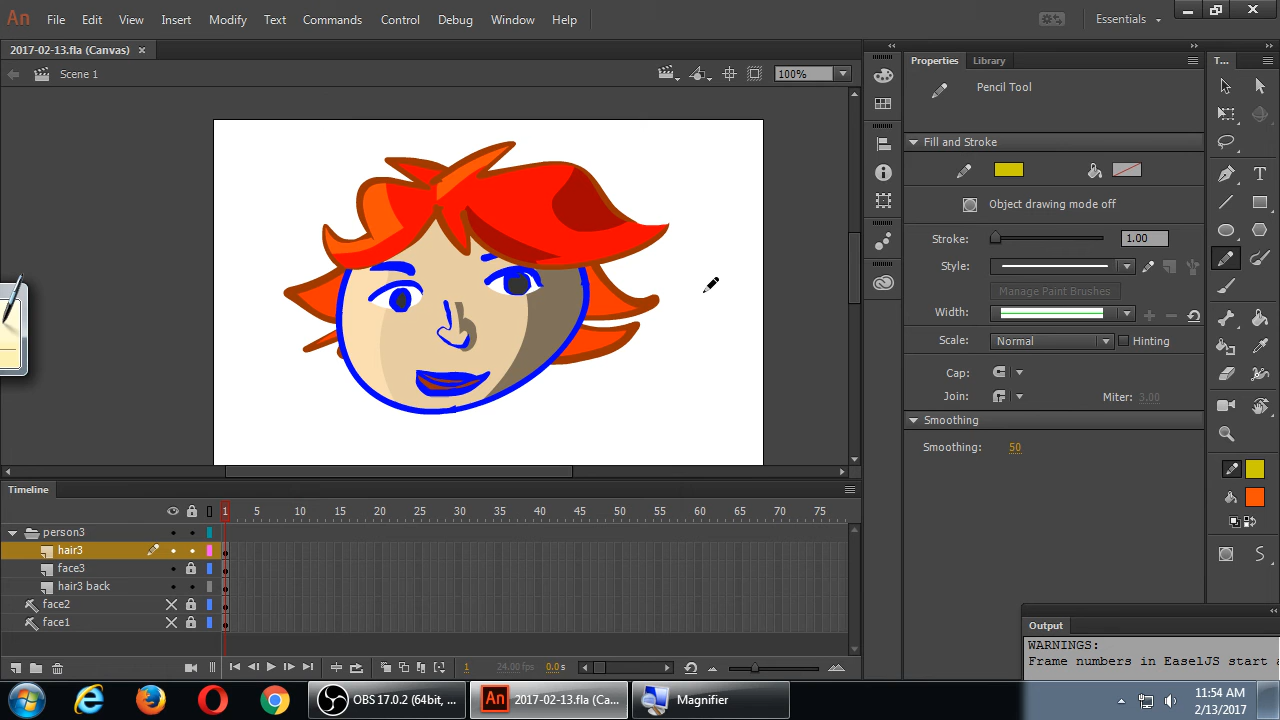 An File Edit View Insert Modify Text Commands Control Debug Window Help Essentials
2017-02-13.fla (Canvas) ×
Scene 1 100%
Properties Library T...
Pencil Tool
Fill and Stroke
Object drawing mode off
Stroke: 1.00
Style:
Manage Paint Brushes
Width:
Scale: Normal Hinting
Cap:
Join: Miter: 3.00
Smoothing
Smoothing: 50
Timeline
1 5 10 15 20 25 30 35 40 45 50 55 60 65 70 75
person3
hair3
face3
hair3 back
face2
face1
1 24.00 fps 0.0 s
Output
WARNINGS:
Frame numbers in EaselJS start
OBS 17.0.2 (64bit, ... An 2017-02-13.fla (Ca... Magnifier
11:54 AM
2/13/2017